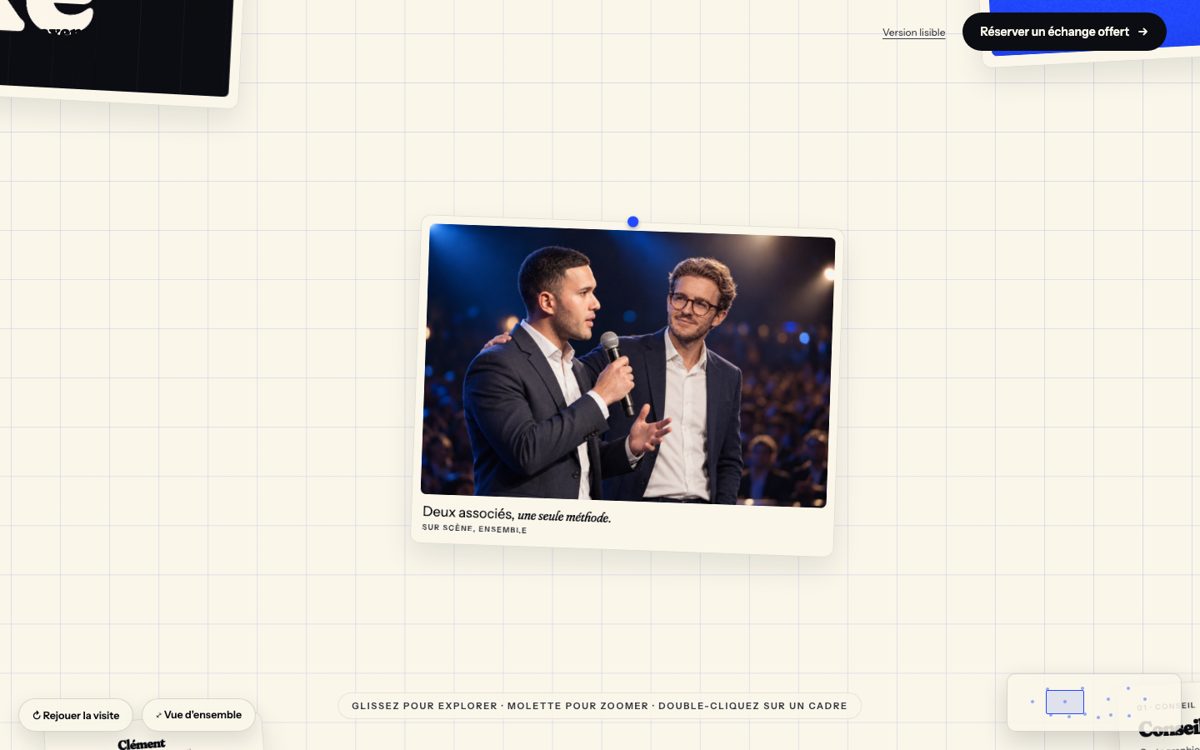 Version lisible
Réserver un échange offert →
Deux associés, une seule méthode.
SUR SCÈNE, ENSEMBLE
↻ Rejouer la visite
⤢ Vue d'ensemble
GLISSEZ POUR EXPLORER · MOLETTE POUR ZOOMER · DOUBLE-CLIQUEZ SUR UN CADRE
01 · CONSEIL
Conseil
Clément